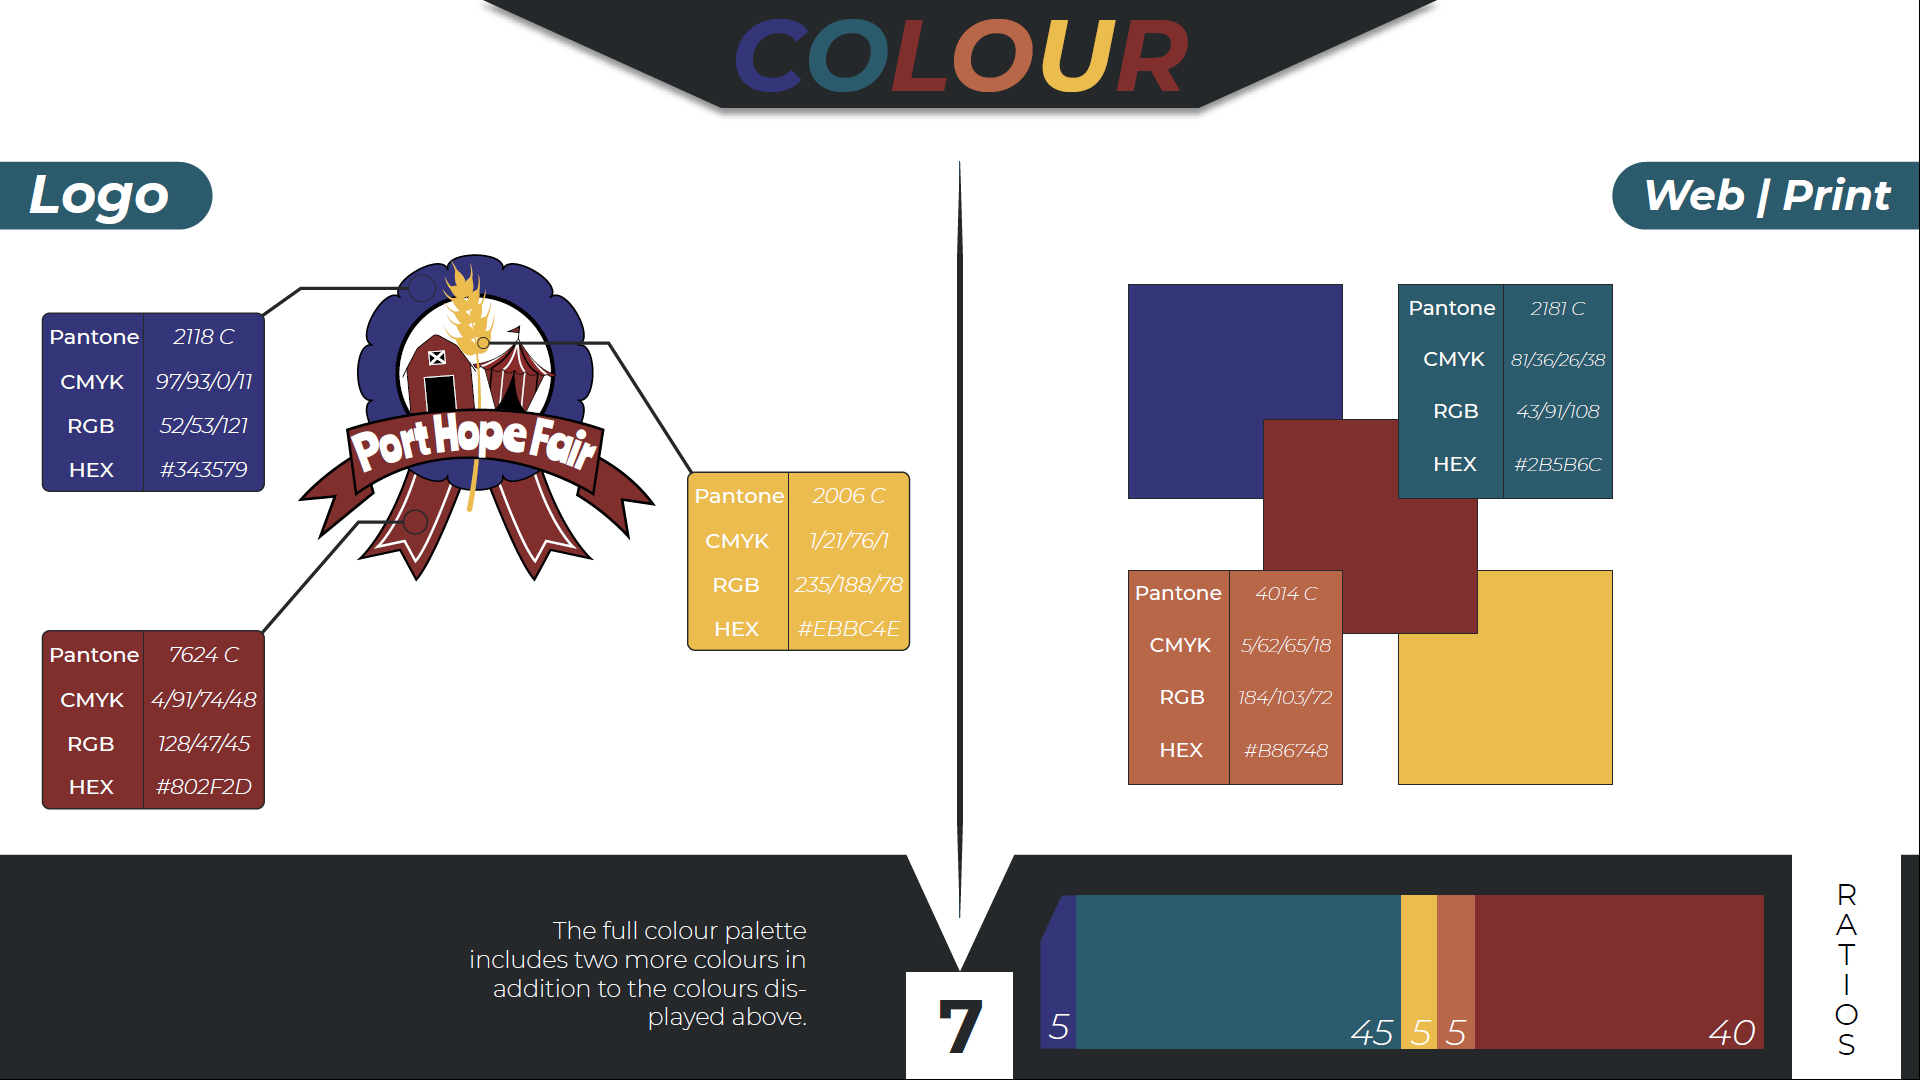 COLOUR
Logo
Web | Print
Pantone 2118 C
CMYK 97/93/0/11
RGB 52/53/121
HEX #343579
Port Hope Fair
Pantone 2006 C
CMYK 1/21/76/1
RGB 235/188/78
HEX #EBBC4E
Pantone 7624 C
CMYK 4/91/74/48
RGB 128/47/45
HEX #802F2D
Pantone 2181 C
CMYK 81/36/26/38
RGB 43/91/108
HEX #2B5B6C
Pantone 4014 C
CMYK 5/62/65/18
RGB 184/103/72
HEX #B86748
The full colour palette
includes two more colours in
addition to the colours dis-
played above.
7
5 45 5 5 40
RATIOS